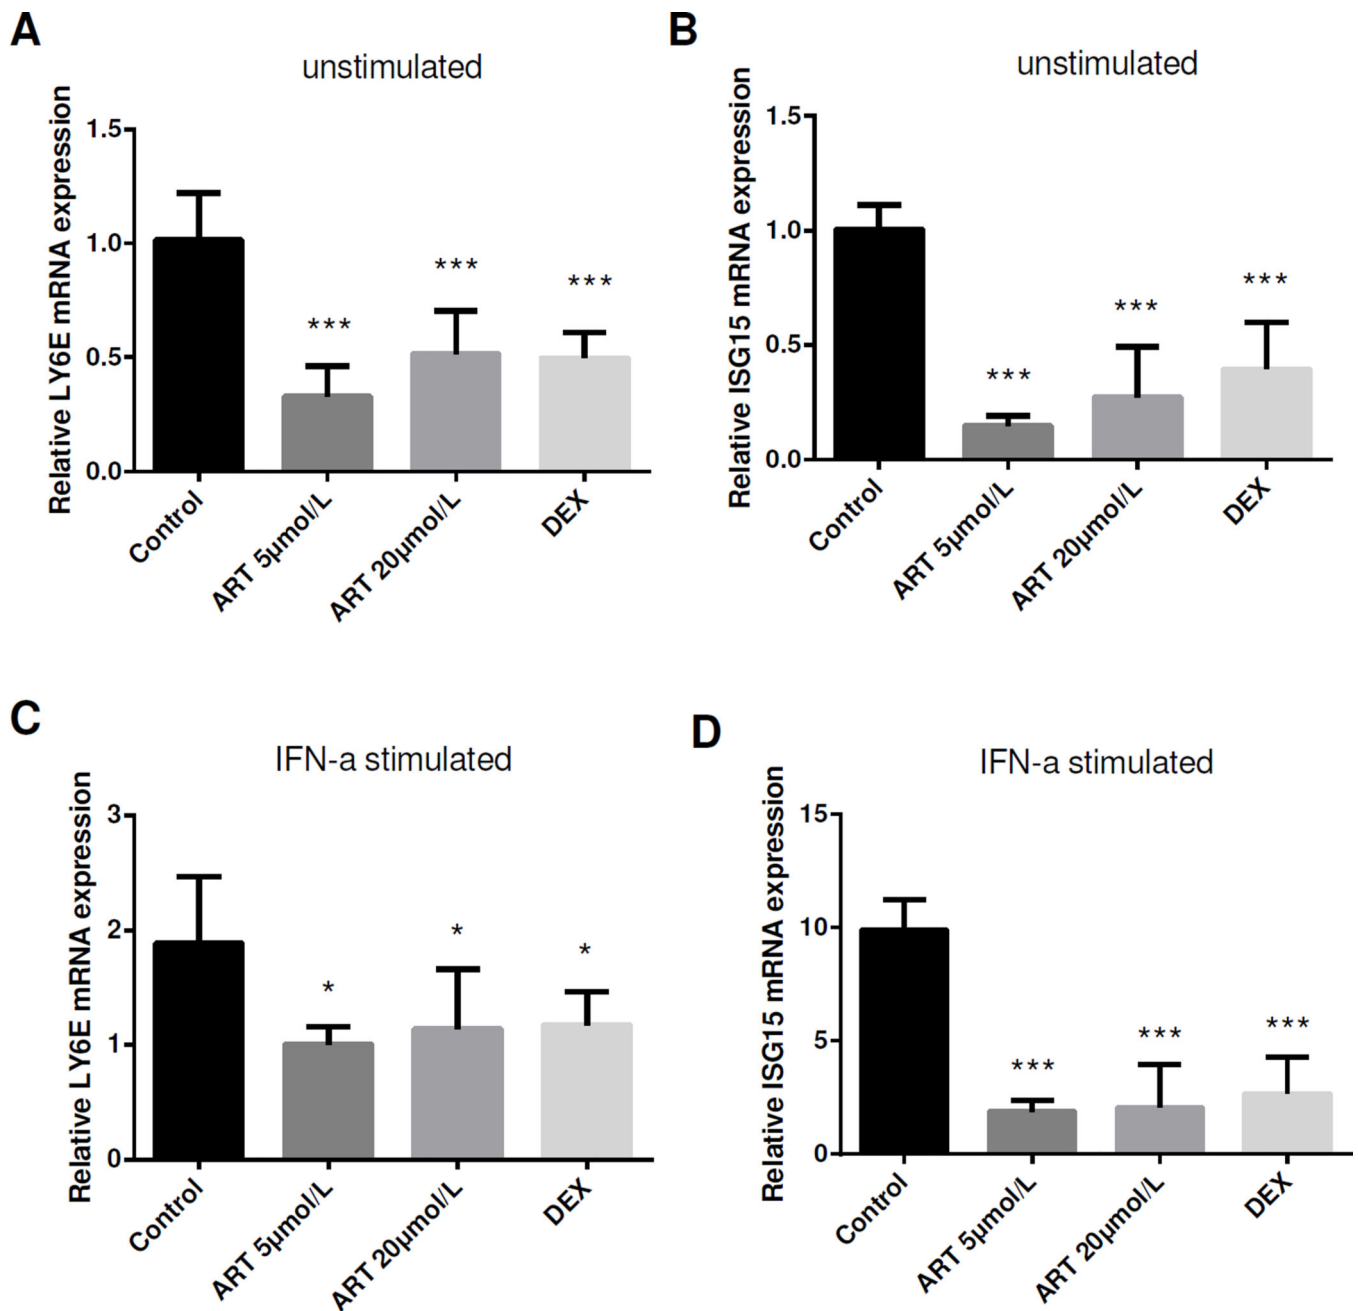 A
unstimulated
Relative LY6E mRNA expression
1.5
1.0
0.5
0.0
***
***
***
Control
ART 5µmol/L
ART 20µmol/L
DEX
B
unstimulated
Relative ISG15 mRNA expression
1.5
1.0
0.5
0.0
***
***
***
Control
ART 5µmol/L
ART 20µmol/L
DEX
C
IFN-a stimulated
Relative LY6E mRNA expression
3
2
1
0
*
*
*
Control
ART 5µmol/L
ART 20µmol/L
DEX
D
IFN-a stimulated
Relative ISG15 mRNA expression
15
10
5
0
***
***
***
Control
ART 5µmol/L
ART 20µmol/L
DEX